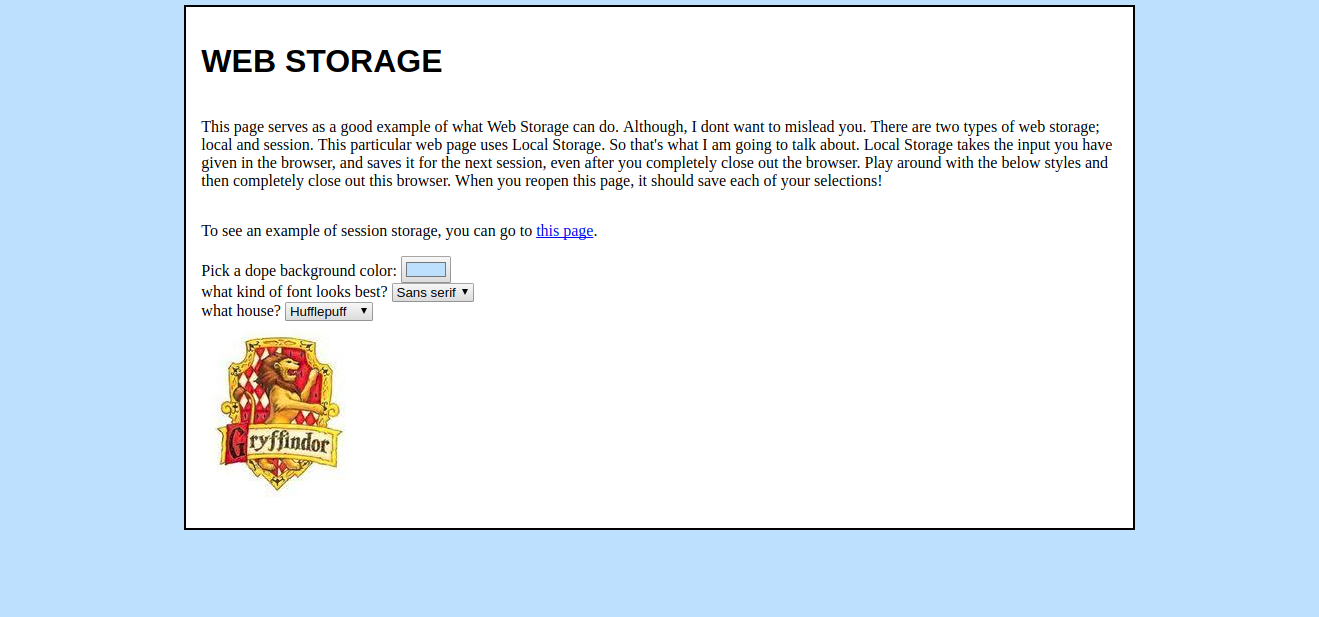 WEB STORAGE
This page serves as a good example of what Web Storage can do. Although, I dont want to mislead you. There are two types of web storage;
local and session. This particular web page uses Local Storage. So that's what I am going to talk about. Local Storage takes the input you have
given in the browser, and saves it for the next session, even after you completely close out the browser. Play around with the below styles and
then completely close out this browser. When you reopen this page, it should save each of your selections!
To see an example of session storage, you can go to this page.
Pick a dope background color:
what kind of font looks best? Sans serif
what house? Hufflepuff
Gryffindor